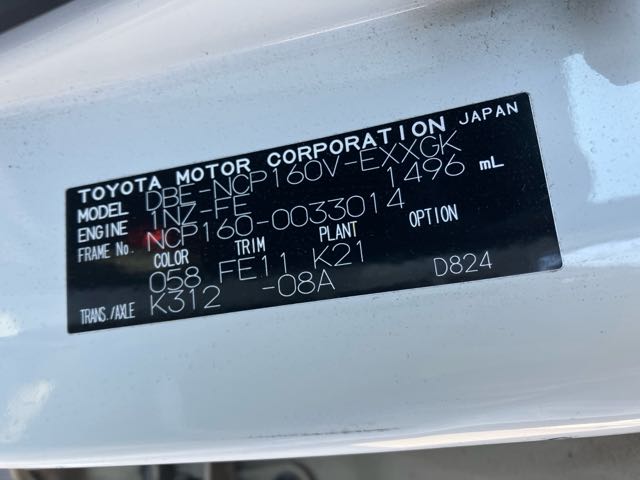 TOYOTA MOTOR CORPORATION JAPAN
MODEL DBE-NCP160V-EXXGK
ENGINE 1NZ-FE 1496 mL
FRAME No. NCP160-0033014
COLOR TRIM PLANT OPTION
058 FE11 K21
TRANS./AXLE K312 -08A D824